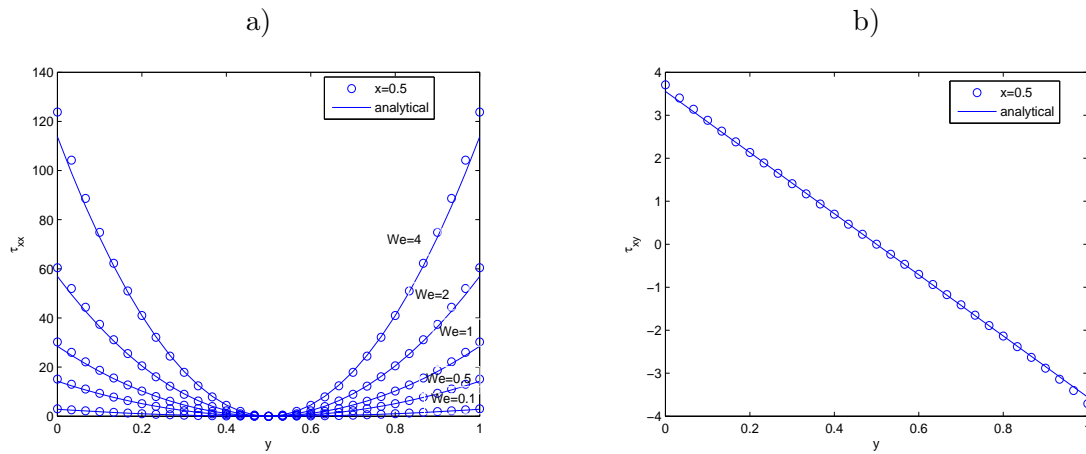 a)
140
120
100
80
60
40
20
0
τxx
x=0.5
analytical
We=4
We=2
We=1
We=0.5
We=0.1
0 0.2 0.4 0.6 0.8 1
y
b)
4
3
2
1
0
−1
−2
−3
−4
τxy
x=0.5
analytical
0 0.2 0.4 0.6 0.8 1
y